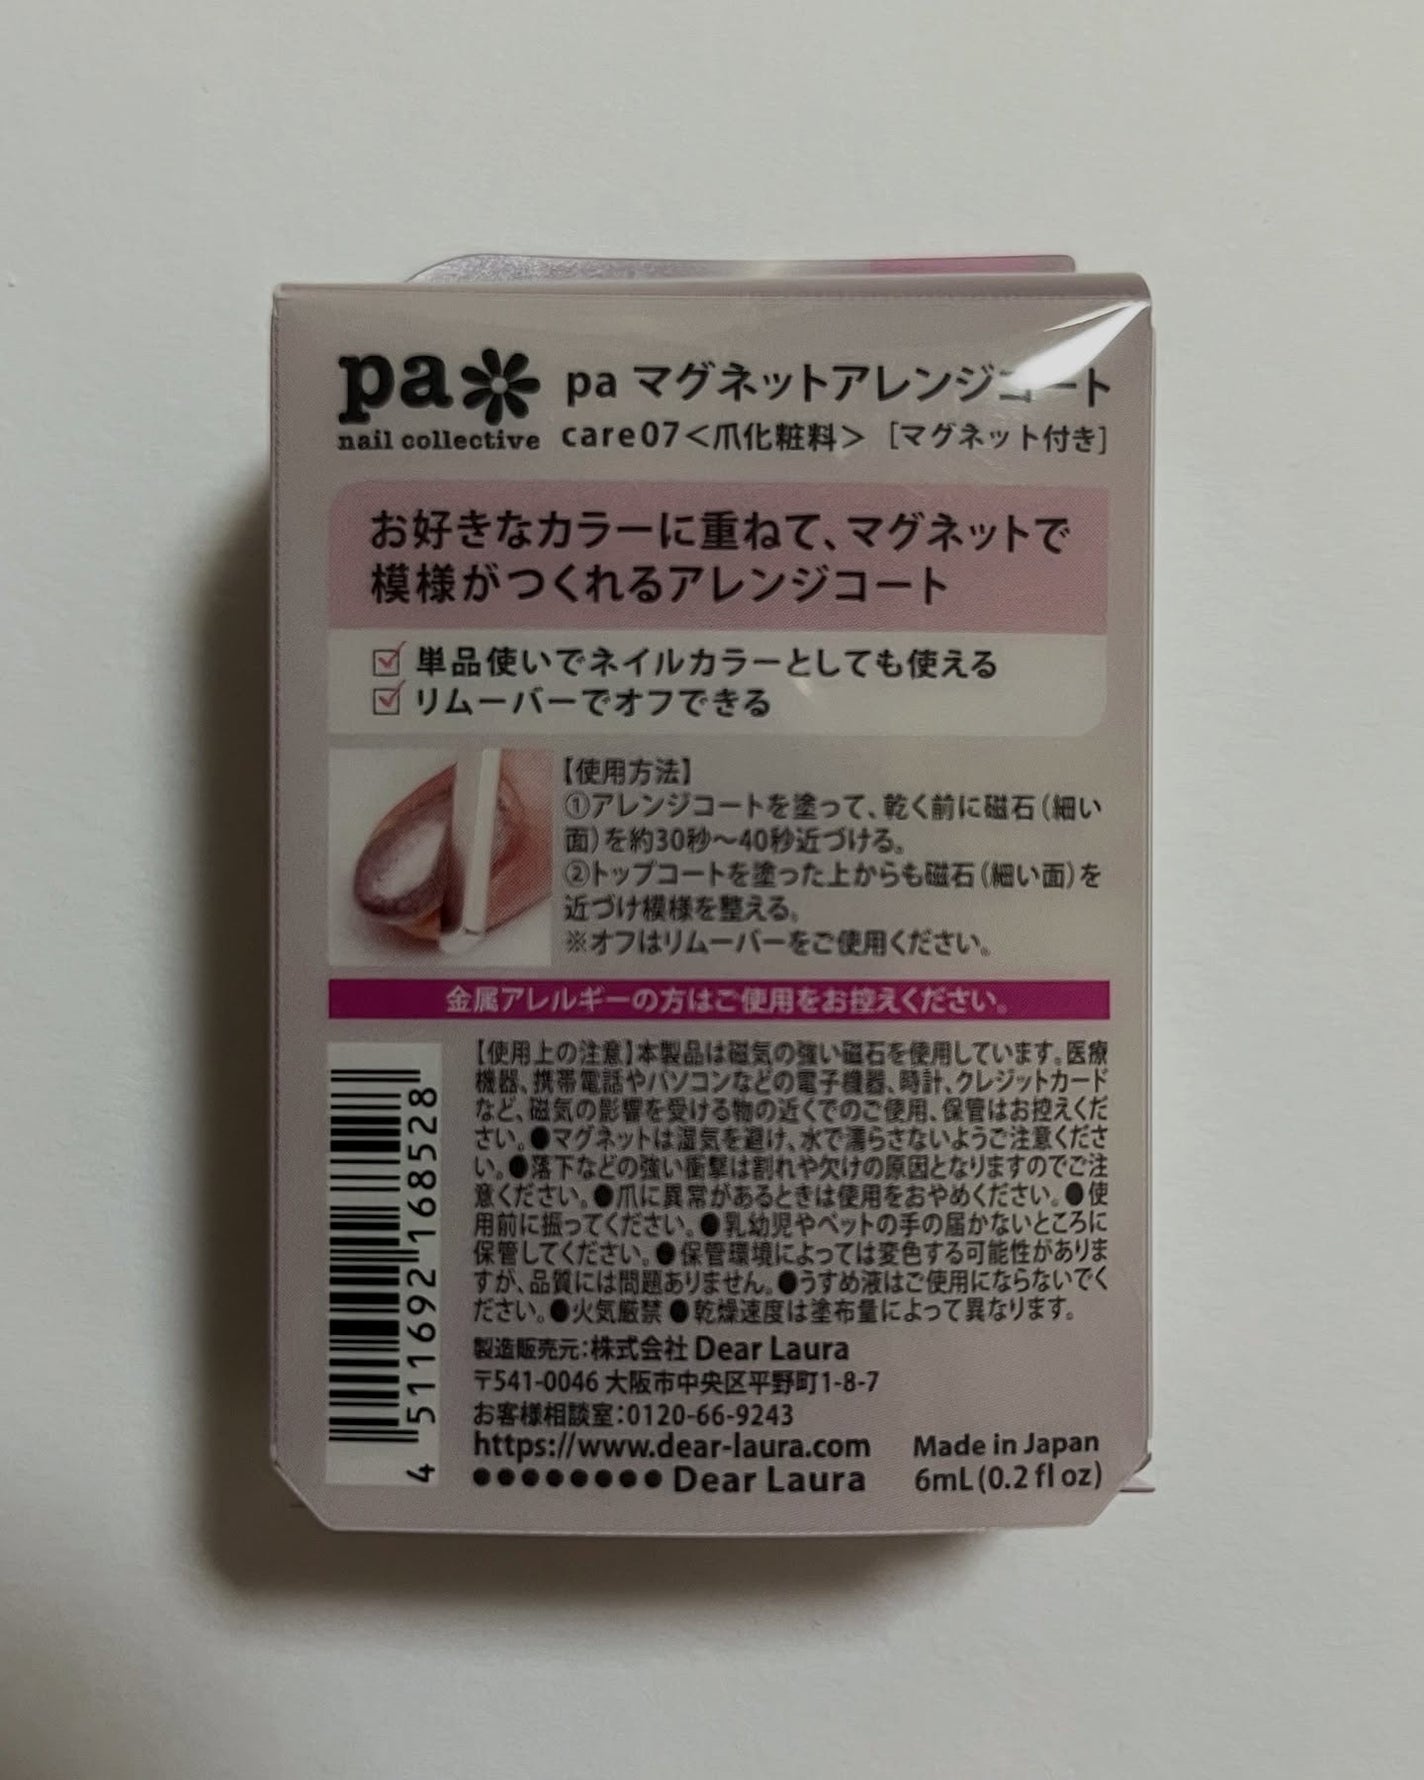 pa
nail collective
pa マグネットアレンジコート
care07＜爪化粧料＞［マグネット付き］
お好きなカラーに重ねて、マグネットで
模様がつくれるアレンジコート
単品使いでネイルカラーとしても使える
リムーバーでオフできる
【使用方法】
①アレンジコートを塗って、乾く前に磁石（細い
面）を約30秒〜40秒近づける。
②トップコートを塗った上からも磁石（細い面）を
近づけ模様を整える。
※オフはリムーバーをご使用ください。
金属アレルギーの方はご使用をお控えください。
【使用上の注意】本製品は磁気の強い磁石を使用しています。医療
機器、携帯電話やパソコンなどの電子機器、時計、クレジットカード
など、磁気の影響を受ける物の近くでのご使用、保管はお控えくだ
さい。●マグネットは湿気を避け、水で濡らさないようご注意くださ
い。●落下などの強い衝撃は割れや欠けの原因となりますのでご注
意ください。●爪に異常があるときは使用をおやめください。●使
用前に振ってください。●乳幼児やペットの手の届かないところに
保管してください。●保管環境によっては変色する可能性がありま
すが、品質には問題ありません。●うすめ液はご使用にならないでく
ださい。●火気厳禁 ●乾燥速度は塗布量によって異なります。
製造販売元：株式会社 Dear Laura
〒541-0046 大阪市中央区平野町1-8-7
お客様相談室：0120-66-9243
https://www.dear-laura.com
●●●●●●●● Dear Laura
Made in Japan
6mL (0.2 fl oz)
4 511692 168528